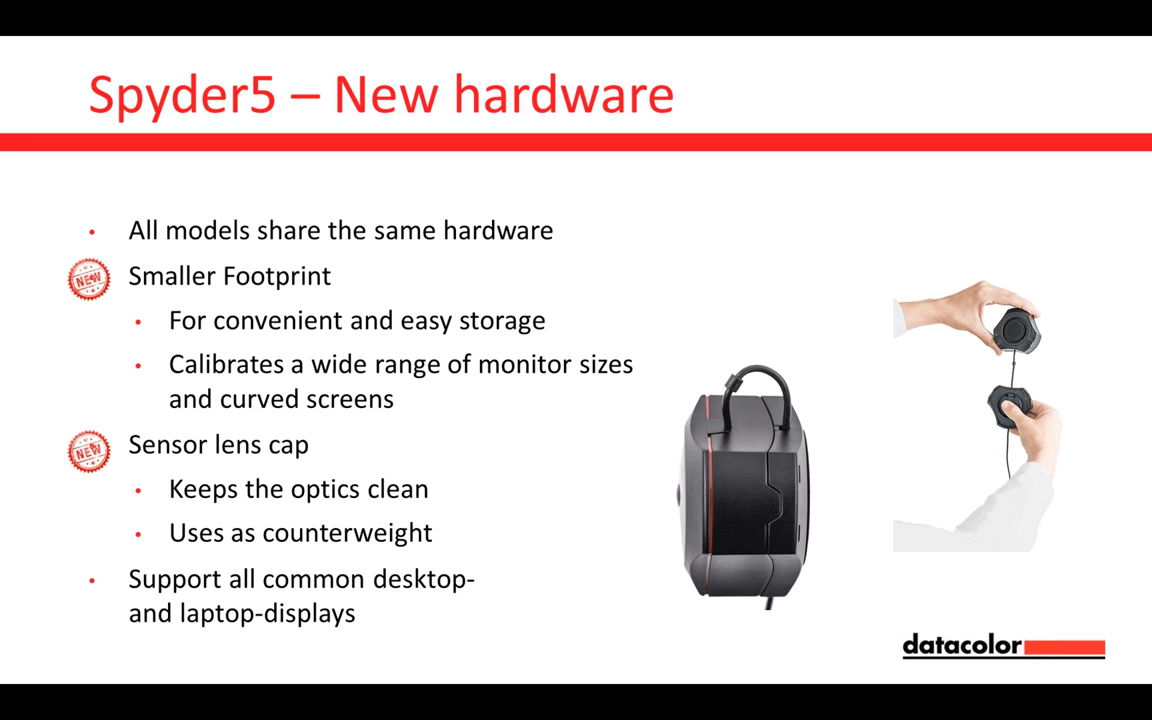 Spyder5 – New hardware
• All models share the same hardware
NEW
Smaller Footprint
• For convenient and easy storage
• Calibrates a wide range of monitor sizes
and curved screens
NEW
Sensor lens cap
• Keeps the optics clean
• Uses as counterweight
• Support all common desktop-
and laptop-displays
datacolor